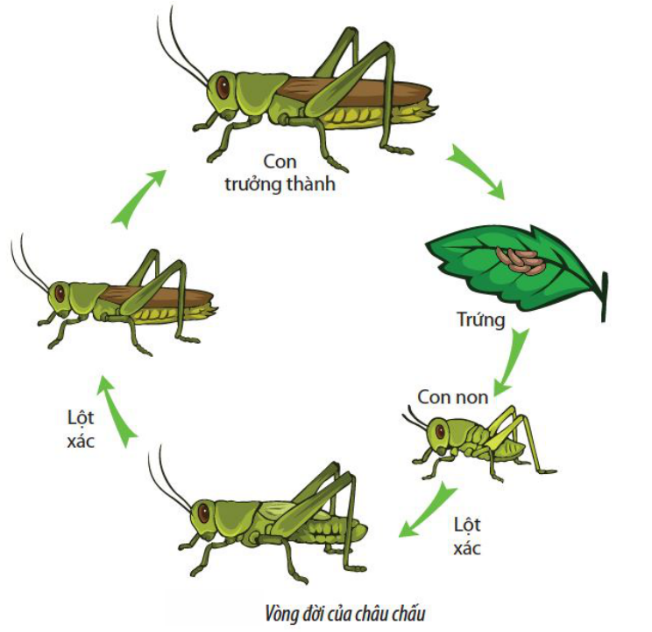 Con
trưởng thành
Trứng
Con non
Lột
xác
Lột
xác
Vòng đời của châu chấu